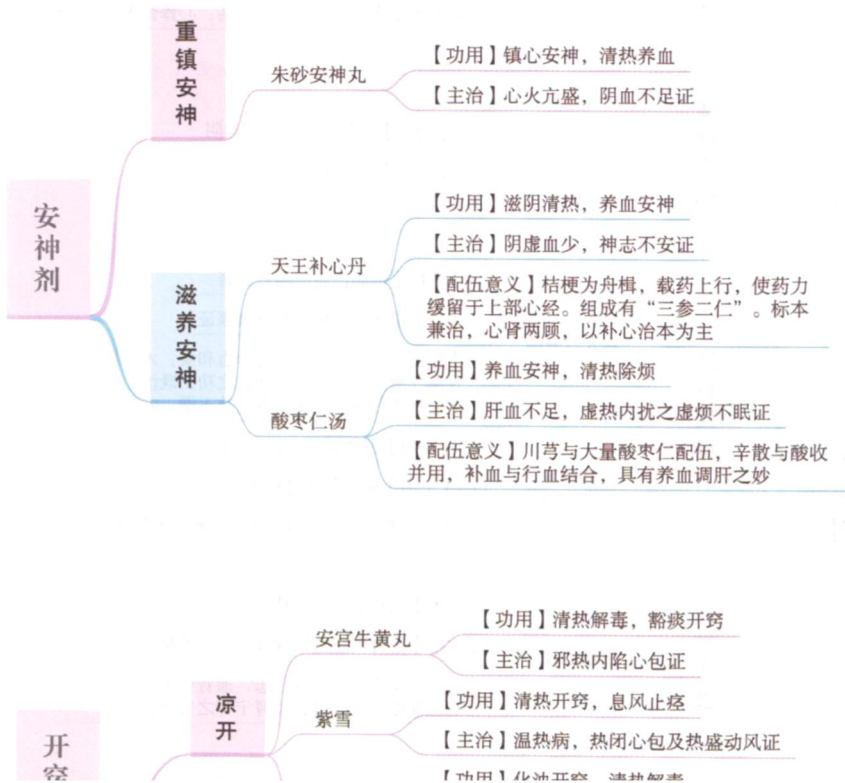 安神剂
重镇安神
朱砂安神丸
【功用】镇心安神，清热养血
【主治】心火亢盛，阴血不足证
滋养安神
天王补心丹
【功用】滋阴清热，养血安神
【主治】阴虚血少，神志不安证
【配伍意义】桔梗为舟楫，载药上行，使药力
缓留于上部心经。组成有“三参二仁”。标本
兼治，心肾两顾，以补心治本为主
酸枣仁汤
【功用】养血安神，清热除烦
【主治】肝血不足，虚热内扰之虚烦不眠证
【配伍意义】川芎与大量酸枣仁配伍，辛散与酸收
并用，补血与行血结合，具有养血调肝之妙
开窍
凉开
安宫牛黄丸
【功用】清热解毒，豁痰开窍
【主治】邪热内陷心包证
紫雪
【功用】清热开窍，息风止痉
【主治】温热病，热闭心包及热盛动风证
【功用】化浊开窍，清热解毒